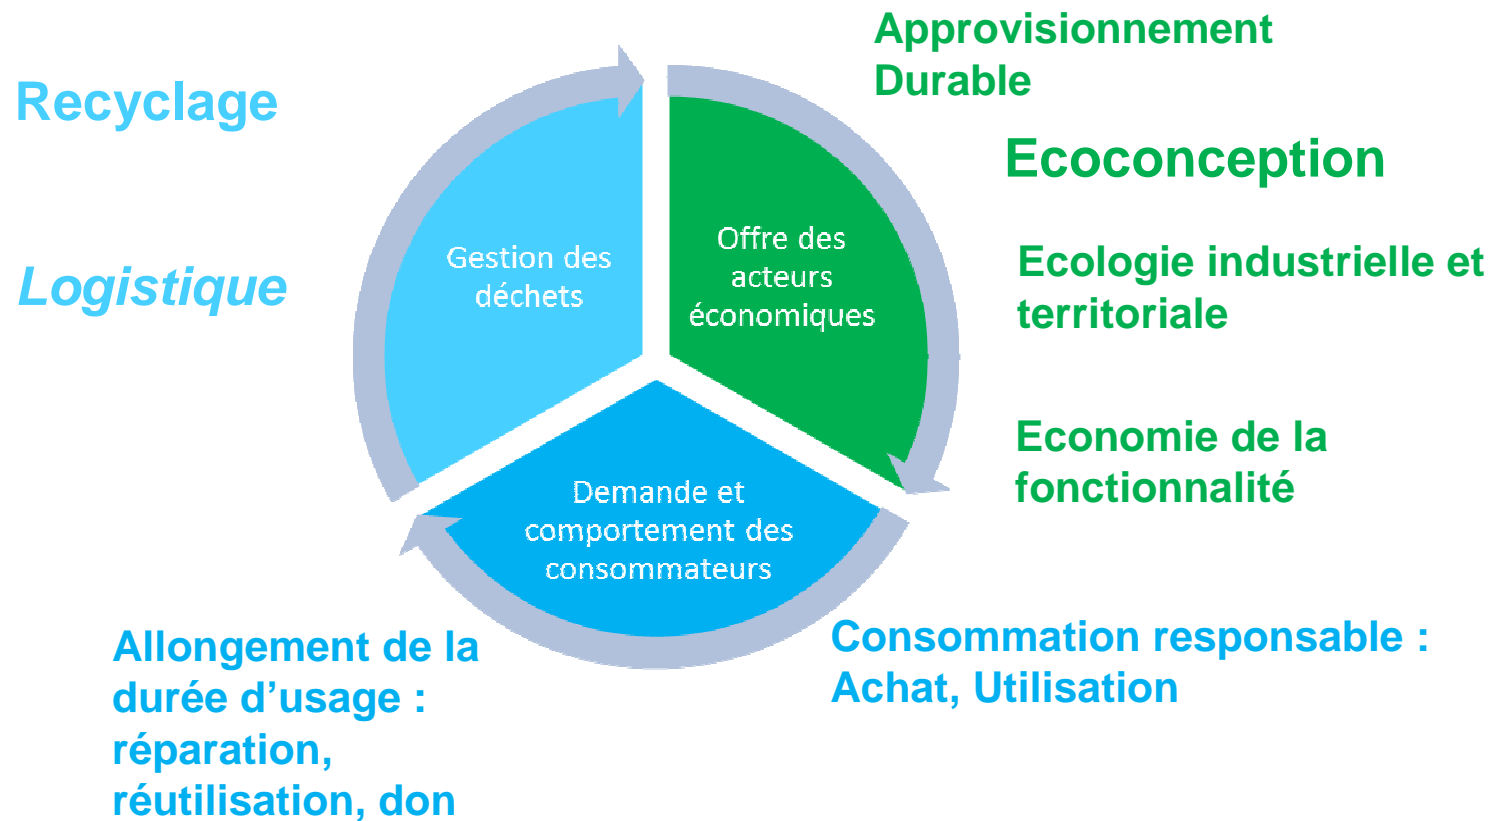 Approvisionnement
Durable
Recyclage
Ecoconception
Offre des
acteurs
économiques
Gestion des
déchets
Logistique
Ecologie industrielle et
territoriale
Economie de la
fonctionnalité
Demande et
comportement des
consommateurs
Consommation responsable :
Achat, Utilisation
Allongement de la
durée d’usage :
réparation,
réutilisation, don